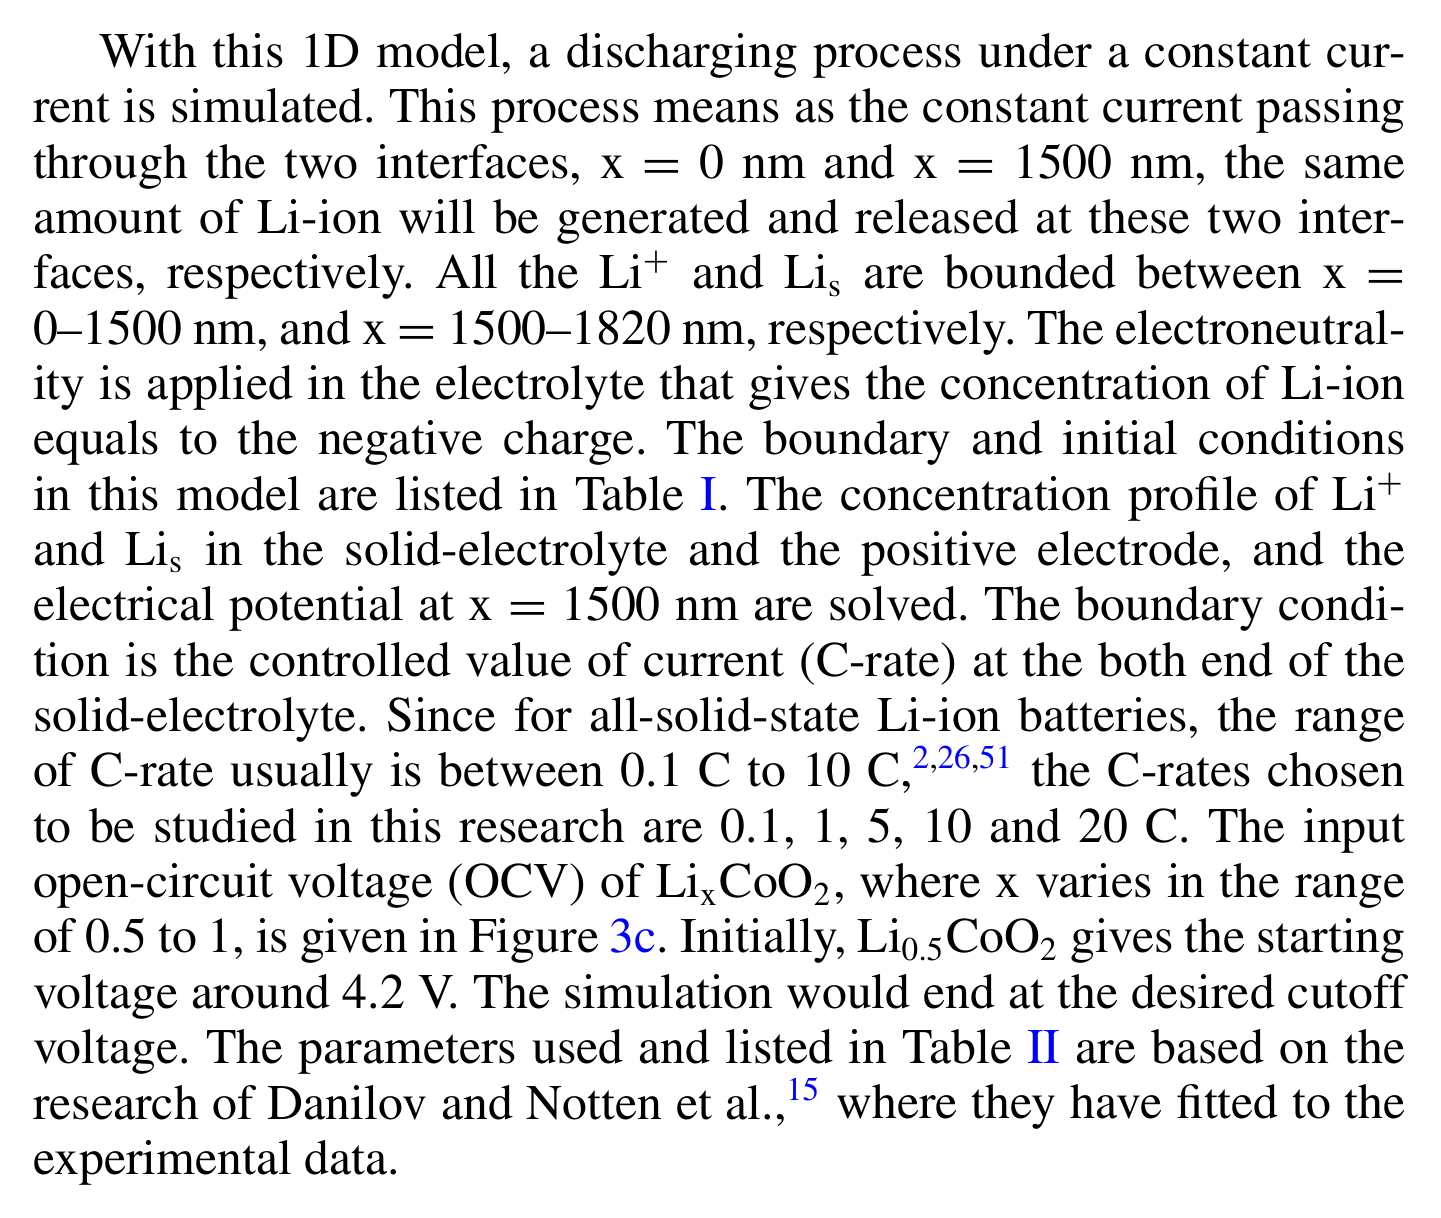 With this 1D model, a discharging process under a constant cur-
rent is simulated. This process means as the constant current passing
through the two interfaces, x = 0 nm and x = 1500 nm, the same
amount of Li-ion will be generated and released at these two inter-
faces, respectively. All the Li⁺ and Liₛ are bounded between x =
0–1500 nm, and x = 1500–1820 nm, respectively. The electroneutral-
ity is applied in the electrolyte that gives the concentration of Li-ion
equals to the negative charge. The boundary and initial conditions
in this model are listed in Table I. The concentration profile of Li⁺
and Liₛ in the solid-electrolyte and the positive electrode, and the
electrical potential at x = 1500 nm are solved. The boundary condi-
tion is the controlled value of current (C-rate) at the both end of the
solid-electrolyte. Since for all-solid-state Li-ion batteries, the range
of C-rate usually is between 0.1 C to 10 C,²,²⁶,⁵¹ the C-rates chosen
to be studied in this research are 0.1, 1, 5, 10 and 20 C. The input
open-circuit voltage (OCV) of LiₓCoO₂, where x varies in the range
of 0.5 to 1, is given in Figure 3c. Initially, Li₀.₅CoO₂ gives the starting
voltage around 4.2 V. The simulation would end at the desired cutoff
voltage. The parameters used and listed in Table II are based on the
research of Danilov and Notten et al.,¹⁵ where they have fitted to the
experimental data.